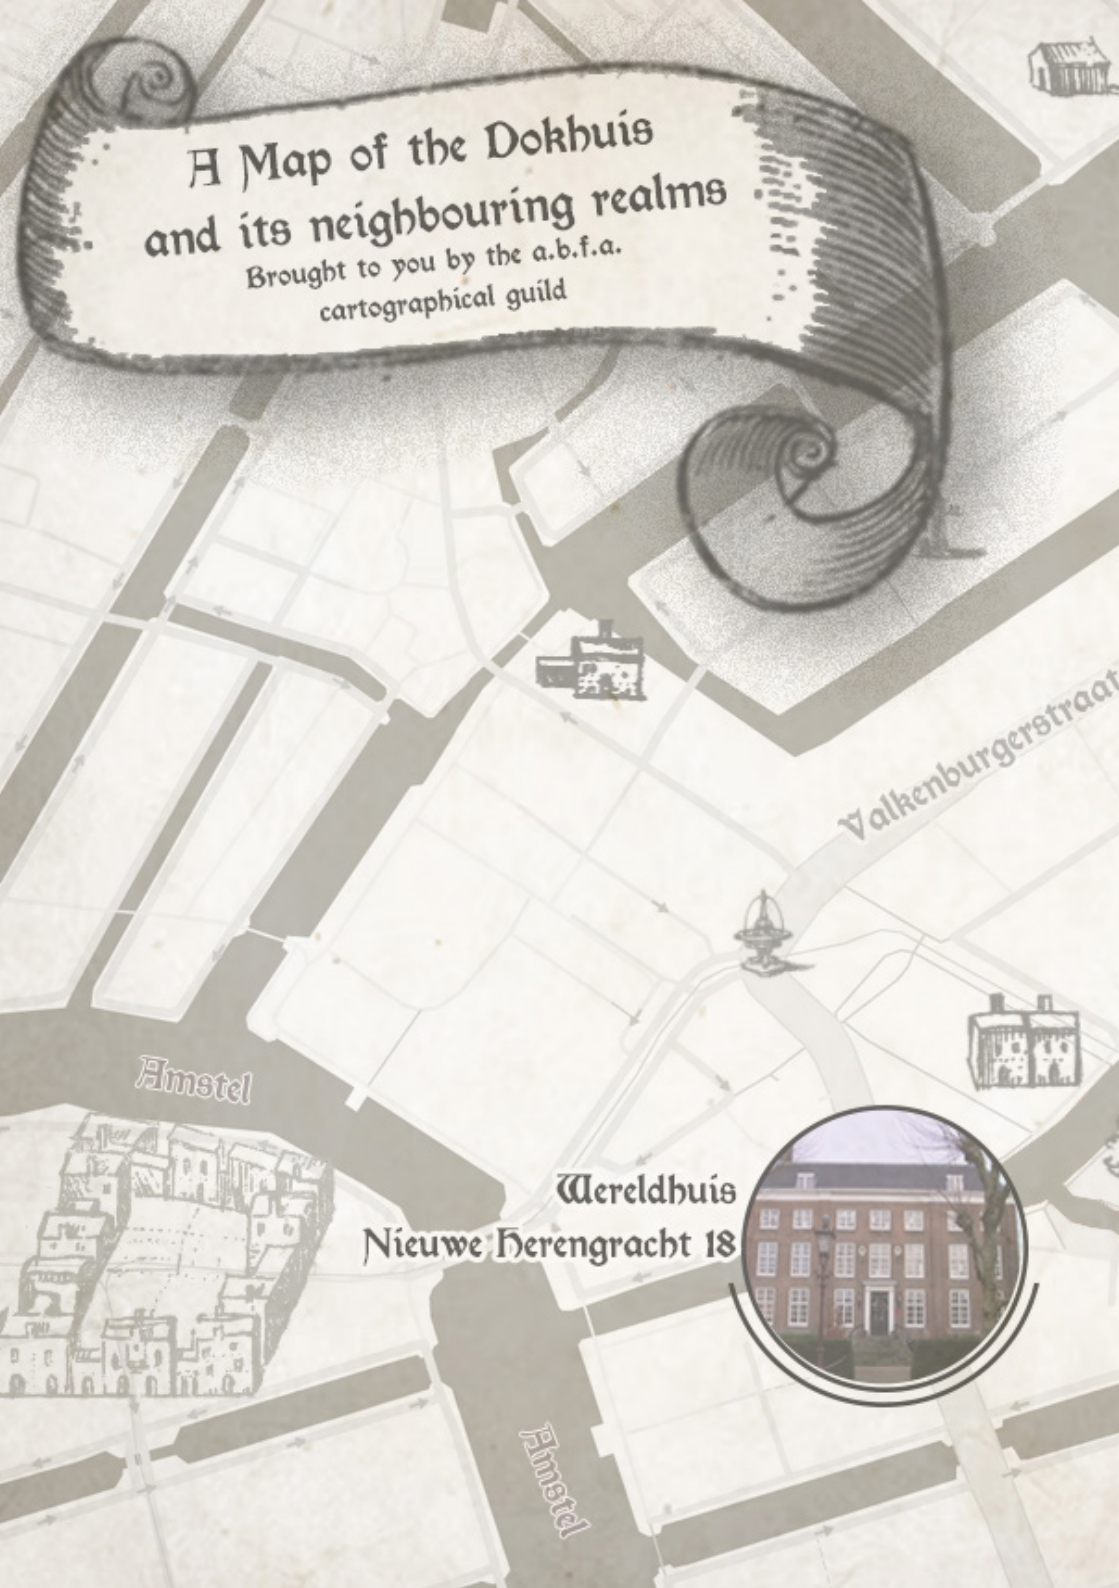 A Map of the Dokhuis
and its neighbouring realms
Brought to you by the a.b.f.a.
cartographical guild
Valkenburgerstraat
Amstel
Wereldhuis
Nieuwe Herengracht 18
Amstel